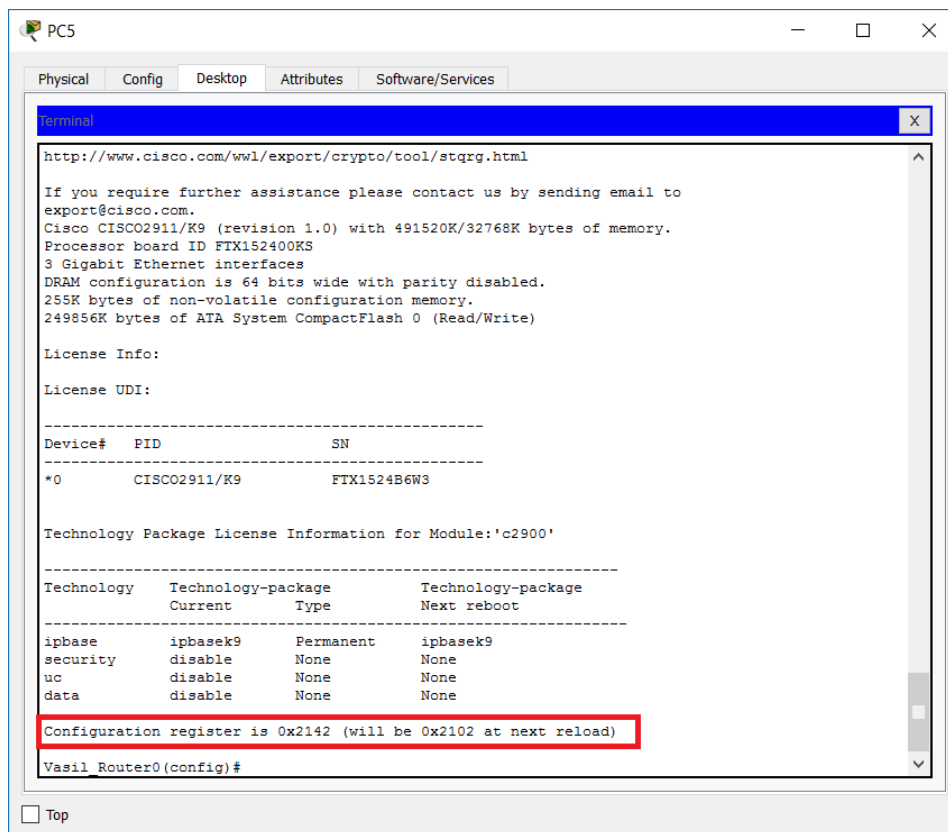 PC5
Physical Config Desktop Attributes Software/Services
Terminal X
http://www.cisco.com/wwl/export/crypto/tool/stqrg.html
If you require further assistance please contact us by sending email to
export@cisco.com.
Cisco CISCO2911/K9 (revision 1.0) with 491520K/32768K bytes of memory.
Processor board ID FTX152400KS
3 Gigabit Ethernet interfaces
DRAM configuration is 64 bits wide with parity disabled.
255K bytes of non-volatile configuration memory.
249856K bytes of ATA System CompactFlash 0 (Read/Write)
License Info:
License UDI:
-------------------------------------------------
Device# PID SN
-------------------------------------------------
*0 CISCO2911/K9 FTX1524B6W3
Technology Package License Information for Module:'c2900'
----------------------------------------------------------------
Technology Technology-package Technology-package
Current Type Next reboot
-----------------------------------------------------------------
ipbase ipbasek9 Permanent ipbasek9
security disable None None
uc disable None None
data disable None None
Configuration register is 0x2142 (will be 0x2102 at next reload)
Vasil_Router0(config)#
Top